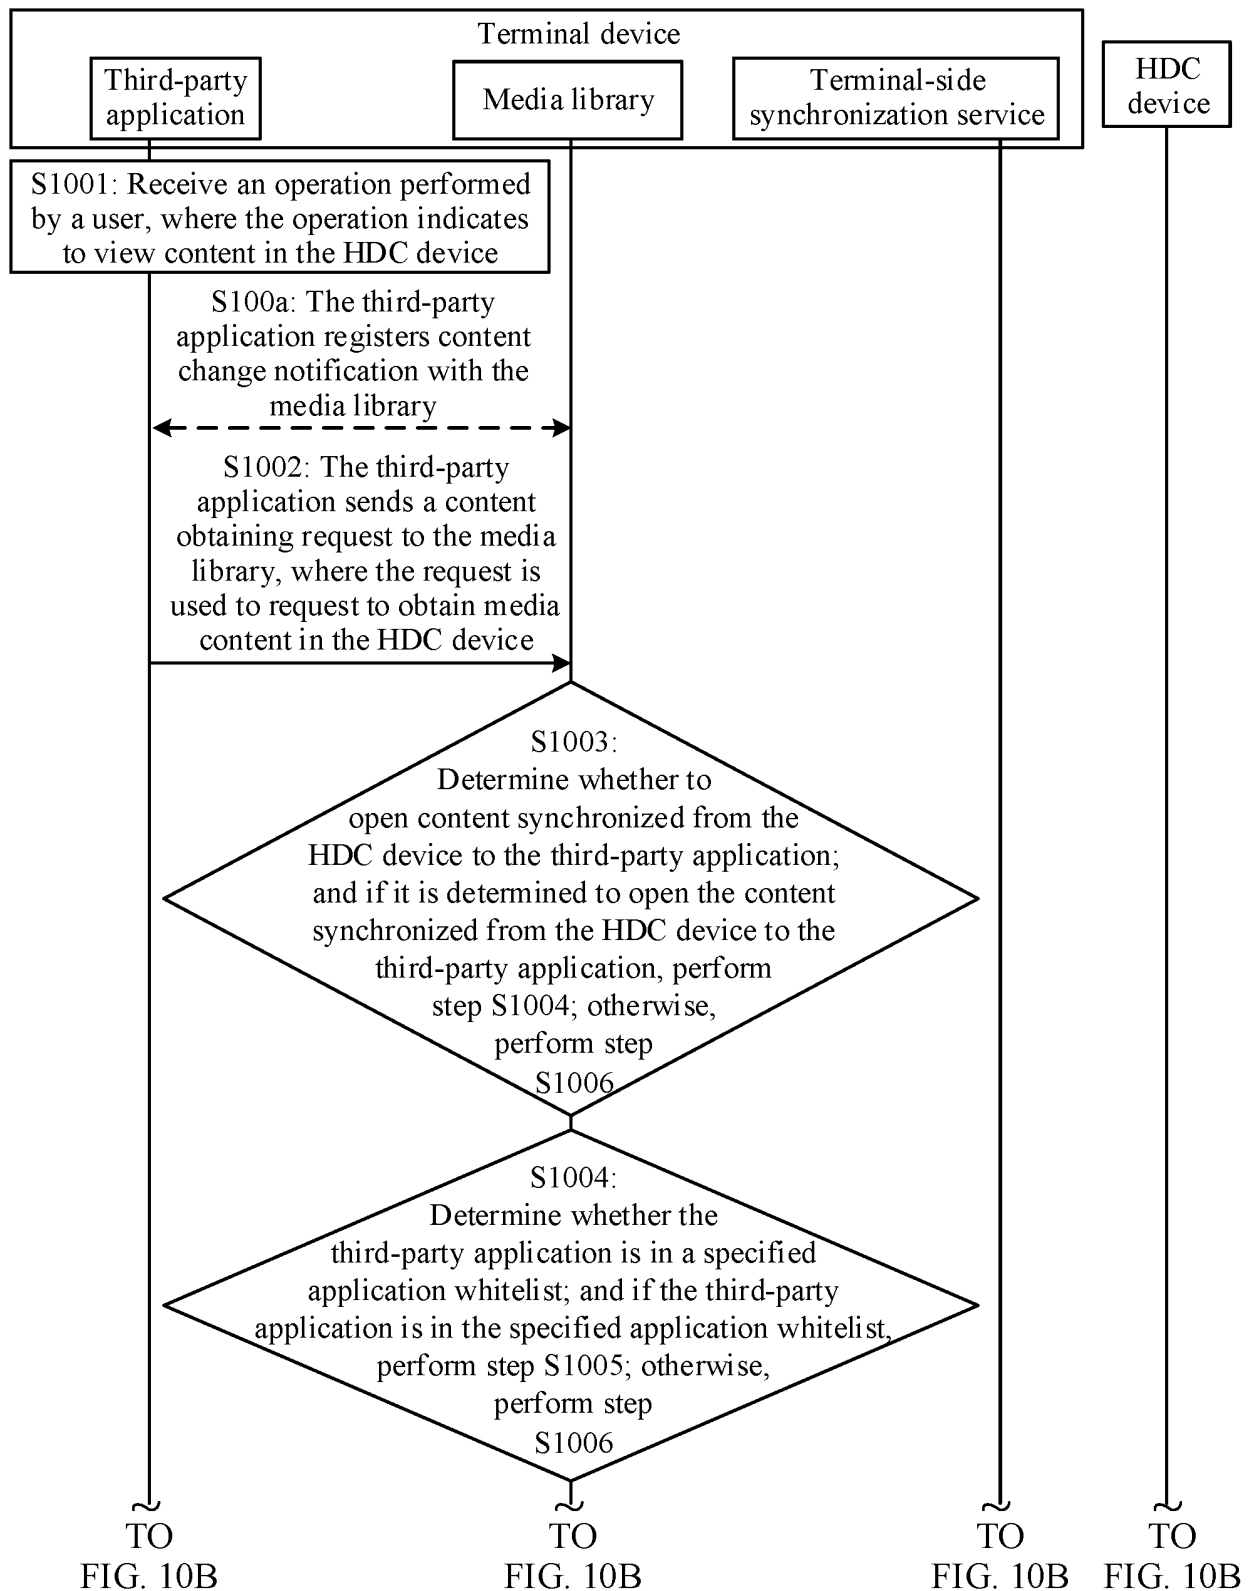 Terminal device
Third-party
application
Media library
Terminal-side
synchronization service
HDC
device
S1001: Receive an operation performed
by a user, where the operation indicates
to view content in the HDC device
S100a: The third-party
application registers content
change notification with the
media library
S1002: The third-party
application sends a content
obtaining request to the media
library, where the request is
used to request to obtain media
content in the HDC device
S1003:
Determine whether to
open content synchronized from the
HDC device to the third-party application;
and if it is determined to open the content
synchronized from the HDC device to the
third-party application, perform
step S1004; otherwise,
perform step
S1006
S1004:
Determine whether the
third-party application is in a specified
application whitelist; and if the third-party
application is in the specified application whitelist,
perform step S1005; otherwise,
perform step
S1006
TO
FIG. 10B
TO
FIG. 10B
TO
FIG. 10B
TO
FIG. 10B